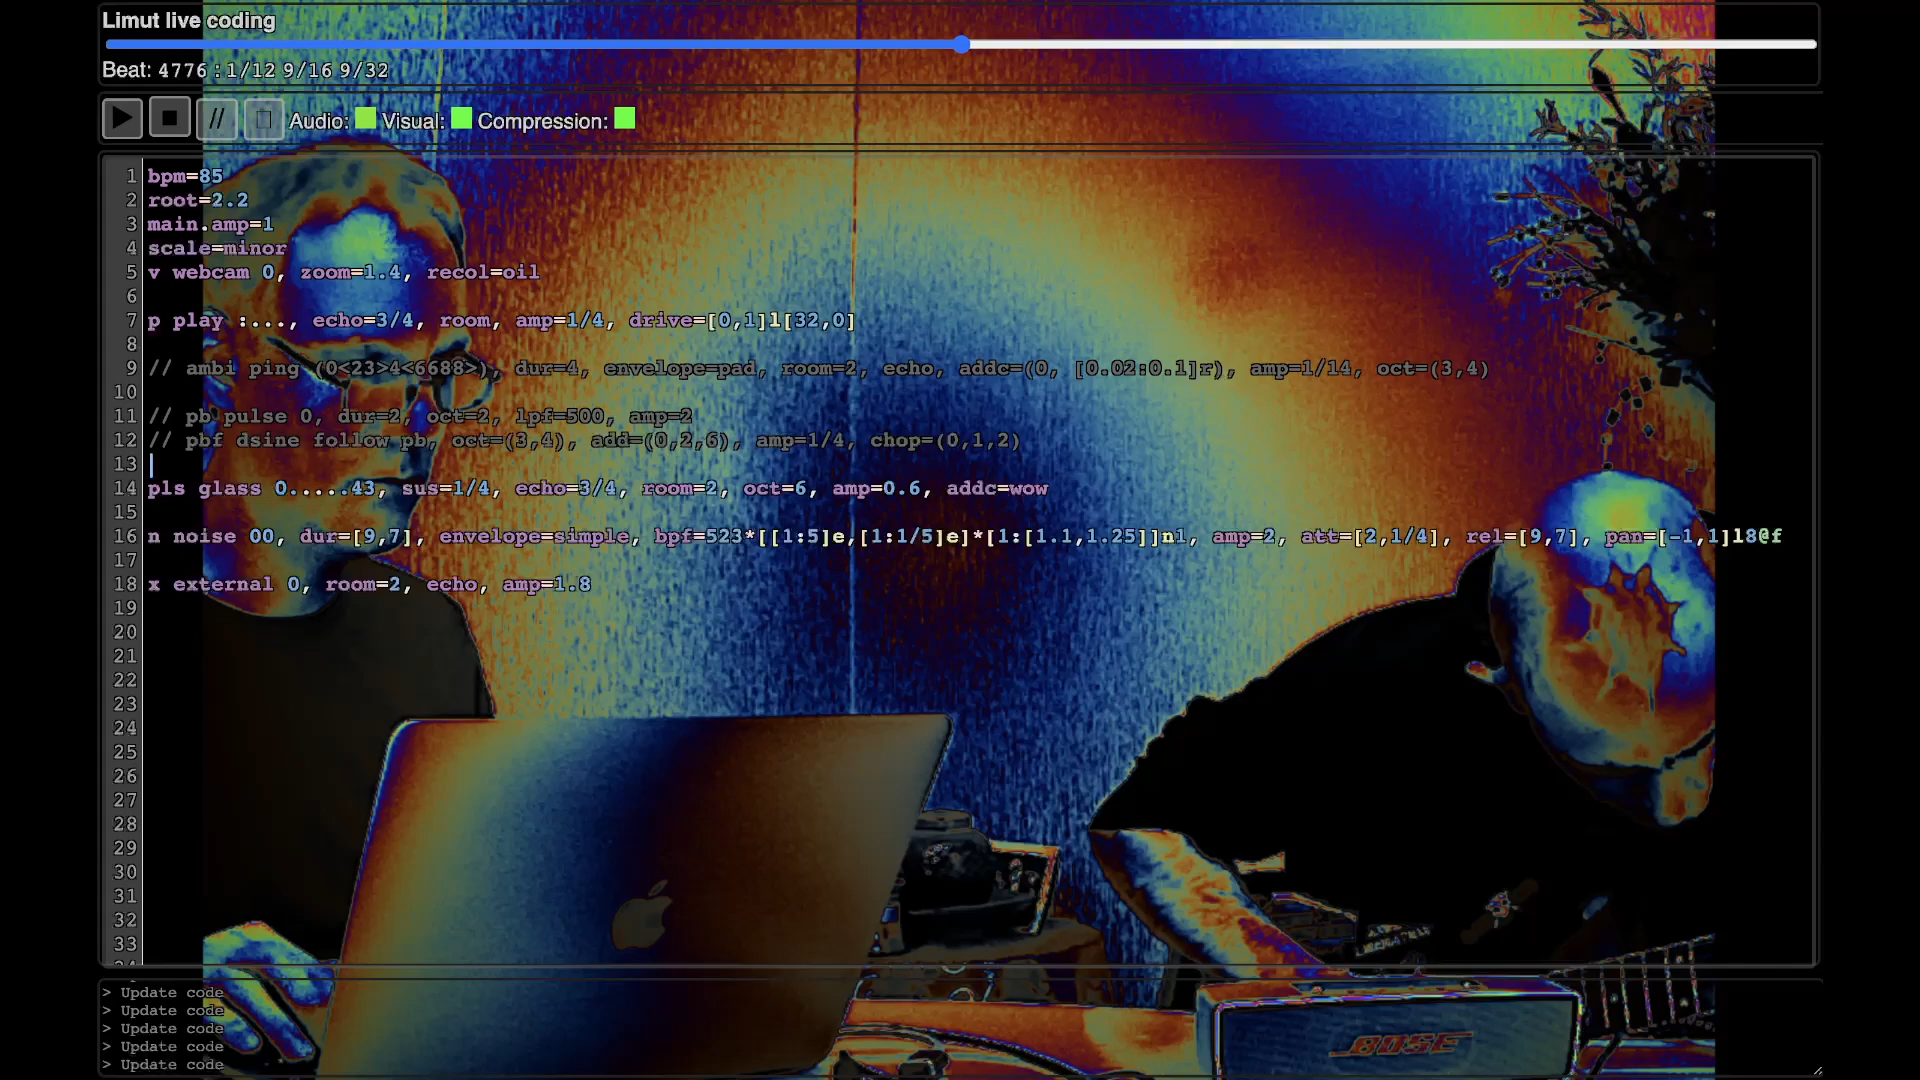 Limut live coding
Beat: 4776 : 1/12 9/16 9/32
// Audio: Visual: Compression:
1 bpm=85
2 root=2.2
3 main.amp=1
4 scale=minor
5 v webcam 0, zoom=1.4, recol=oil
6
7 p play :..., echo=3/4, room, amp=1/4, drive=[0,1]l[32,0]
8
9 // ambi ping (0<23>4<6688>), dur=4, envelope=pad, room=2, echo, addc=(0, [0.02:0.1]r), amp=1/14, oct=(3,4)
10
11 // pb pulse 0, dur=2, oct=2, lpf=500, amp=2
12 // pbf dsine follow pb, oct=(3,4), add=(0,2,6), amp=1/4, chop=(0,1,2)
13
14 pls glass 0.....43, sus=1/4, echo=3/4, room=2, oct=6, amp=0.6, addc=wow
15
16 n noise 00, dur=[9,7], envelope=simple, bpf=523*[[1:5]e,[1:1/5]e]*[1:[1.1,1.25]]n1, amp=2, att=[2,1/4], rel=[9,7], pan=[-1,1]l8@f
17
18 x external 0, room=2, echo, amp=1.8
19
20
21
22
23
24
25
26
27
28
29
30
31
32
33
34
> Update code
> Update code
> Update code
> Update code
> Update code
BOSE